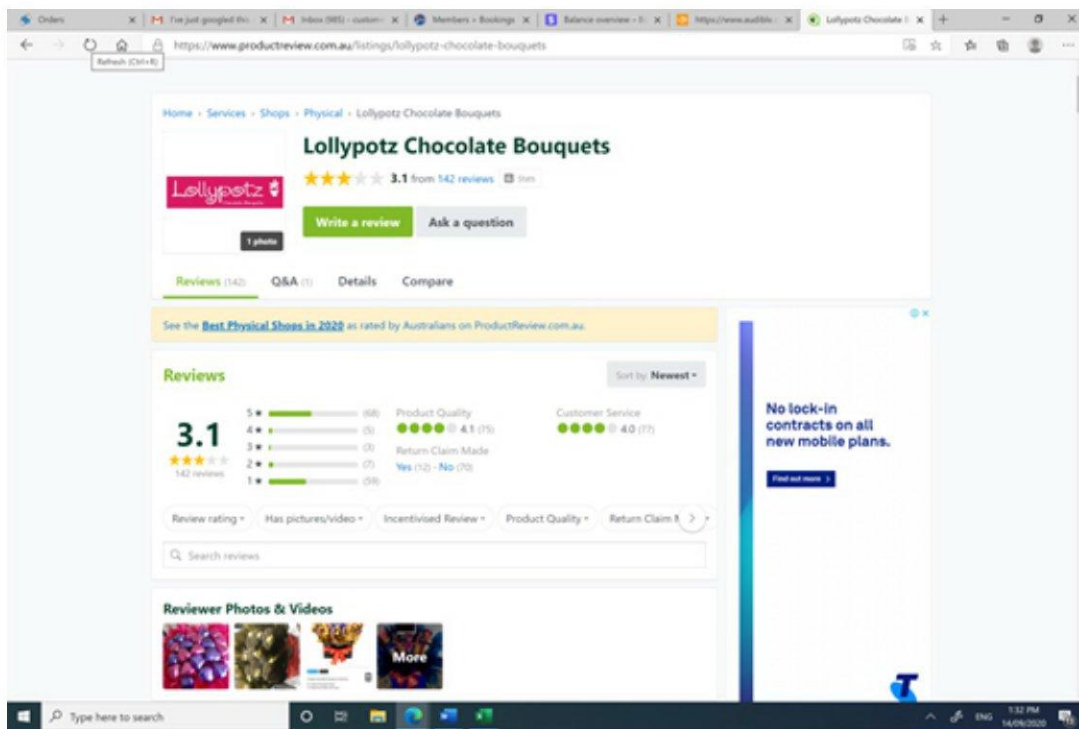 Orders
I've just googled this
Inbox (985) - custom
Members » Bookings
Balance overview -
https://www.audible.
Lollypotz Chocolate
https://www.productreview.com.au/listings/lollypotz-chocolate-bouquets
Refresh (Ctrl+R)
Home › Services › Shops › Physical › Lollypotz Chocolate Bouquets
Lollypotz Chocolate Bouquets
Lollypotz
Chocolate Bouquets
3.1 from 142 reviews
1 photo
Write a review
Ask a question
Reviews (142) Q&A (1) Details Compare
See the Best Physical Shops in 2020 as rated by Australians on ProductReview.com.au.
Reviews
Sort by: Newest
3.1
142 reviews
5 ★ (68)
4 ★ (5)
3 ★ (3)
2 ★ (7)
1 ★ (59)
Product Quality
4.1 (75)
Customer Service
4.0 (77)
Return Claim Made
Yes (12) · No (70)
Review rating
Has pictures/video
Incentivised Review
Product Quality
Return Claim
Search reviews
Reviewer Photos & Videos
More
No lock-in
contracts on all
new mobile plans.
Find out more
Type here to search
ENG
1:32 PM
14/09/2020